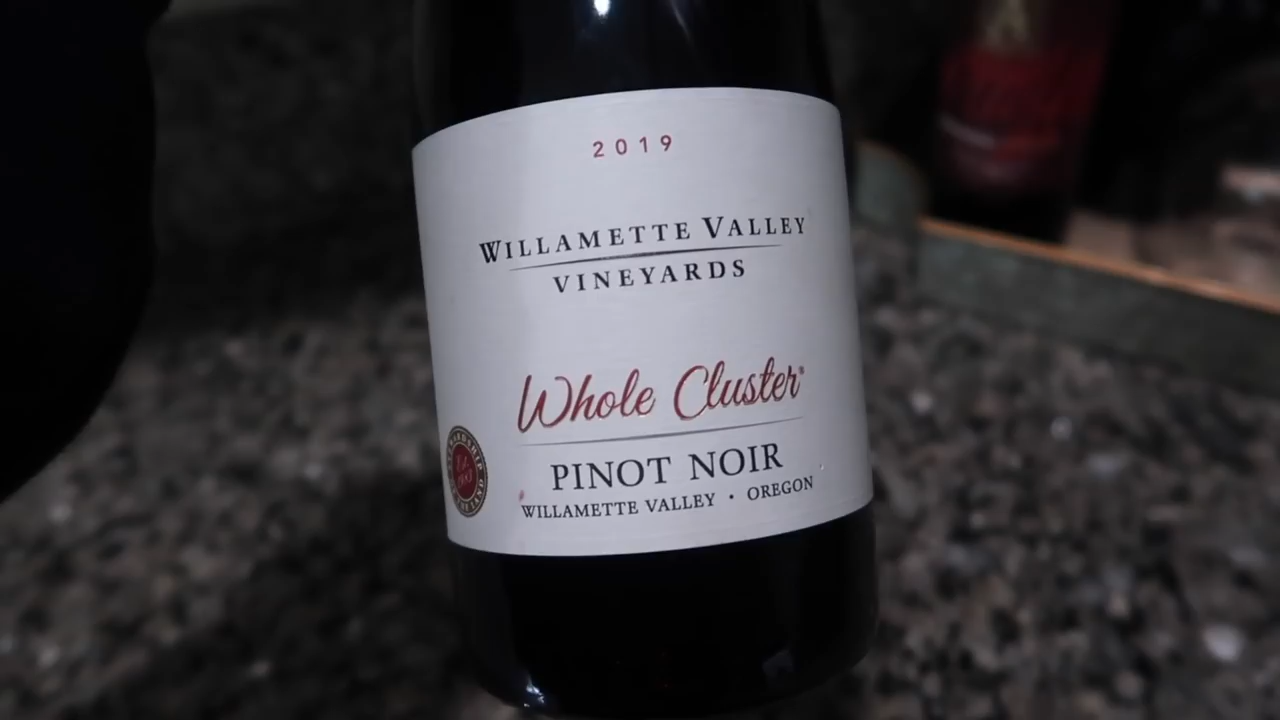 2019
WILLAMETTE VALLEY
VINEYARDS
Whole Cluster®
PINOT NOIR
WILLAMETTE VALLEY • OREGON